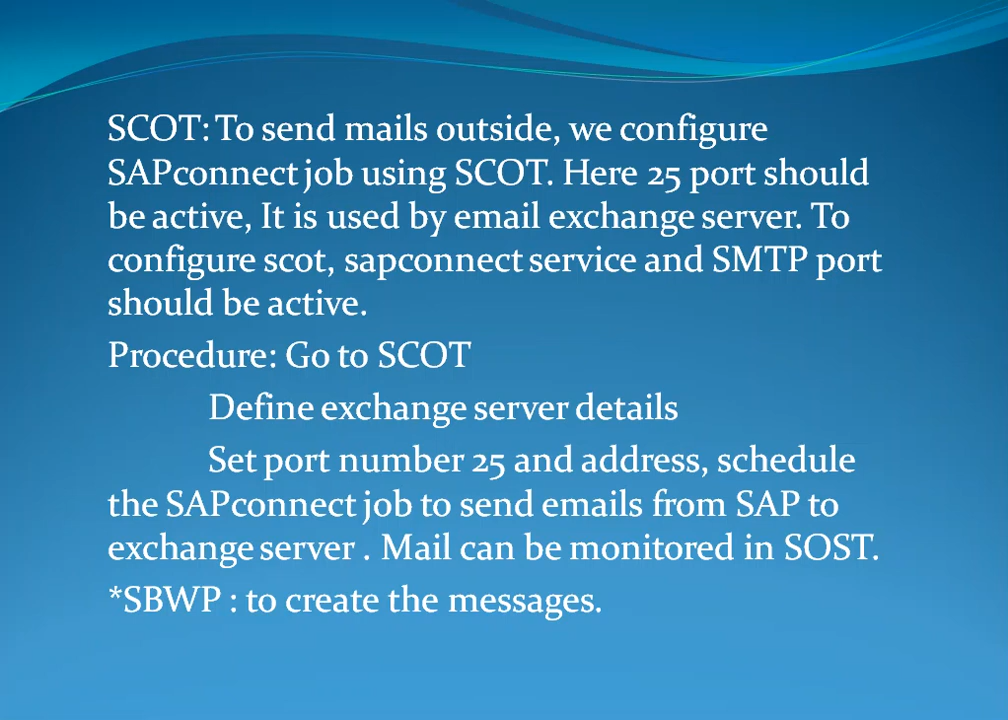 SCOT: To send mails outside, we configure
SAPconnect job using SCOT. Here 25 port should
be active, It is used by email exchange server. To
configure scot, sapconnect service and SMTP port
should be active.
Procedure: Go to SCOT
Define exchange server details
Set port number 25 and address, schedule
the SAPconnect job to send emails from SAP to
exchange server . Mail can be monitored in SOST.
*SBWP : to create the messages.